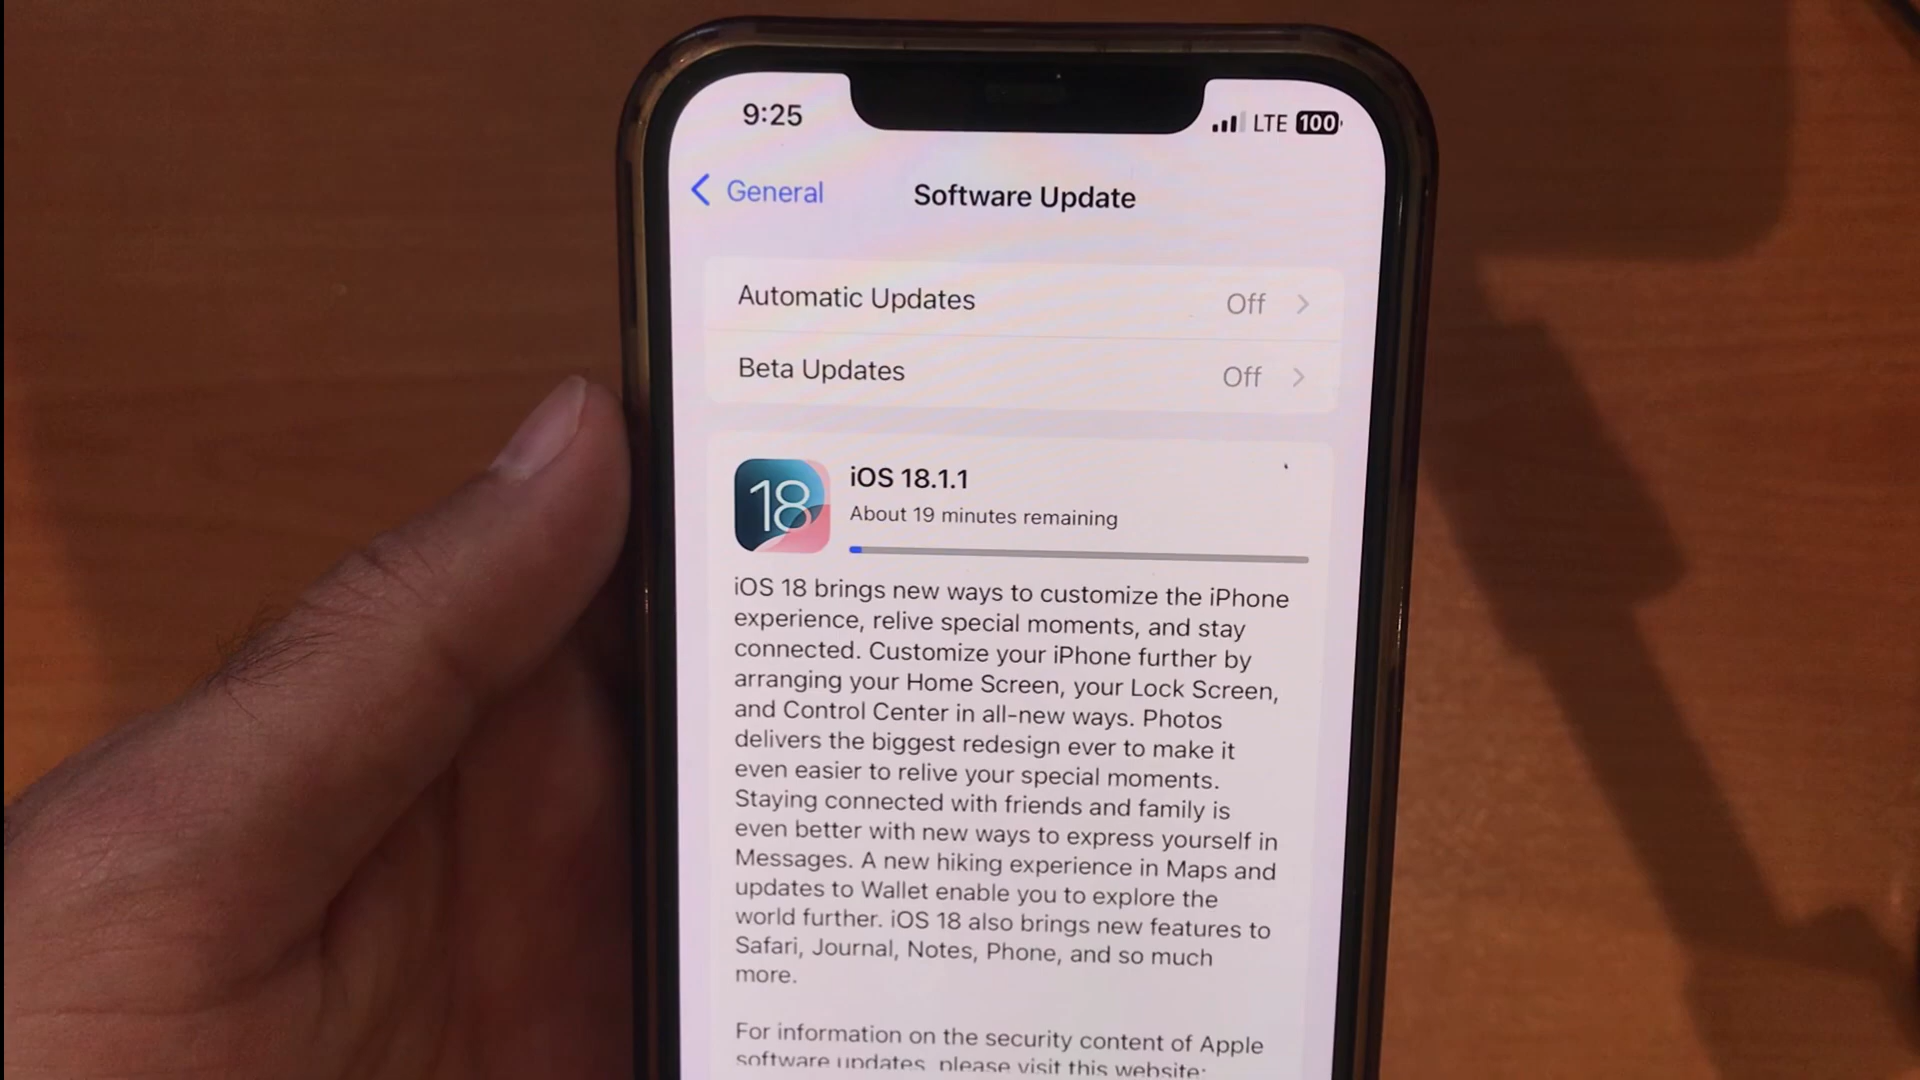 9:25
LTE 100
General
Software Update
Automatic Updates Off
Beta Updates Off
18
iOS 18.1.1
About 19 minutes remaining
iOS 18 brings new ways to customize the iPhone
experience, relive special moments, and stay
connected. Customize your iPhone further by
arranging your Home Screen, your Lock Screen,
and Control Center in all-new ways. Photos
delivers the biggest redesign ever to make it
even easier to relive your special moments.
Staying connected with friends and family is
even better with new ways to express yourself in
Messages. A new hiking experience in Maps and
updates to Wallet enable you to explore the
world further. iOS 18 also brings new features to
Safari, Journal, Notes, Phone, and so much
more.
For information on the security content of Apple
software updates, please visit this website: